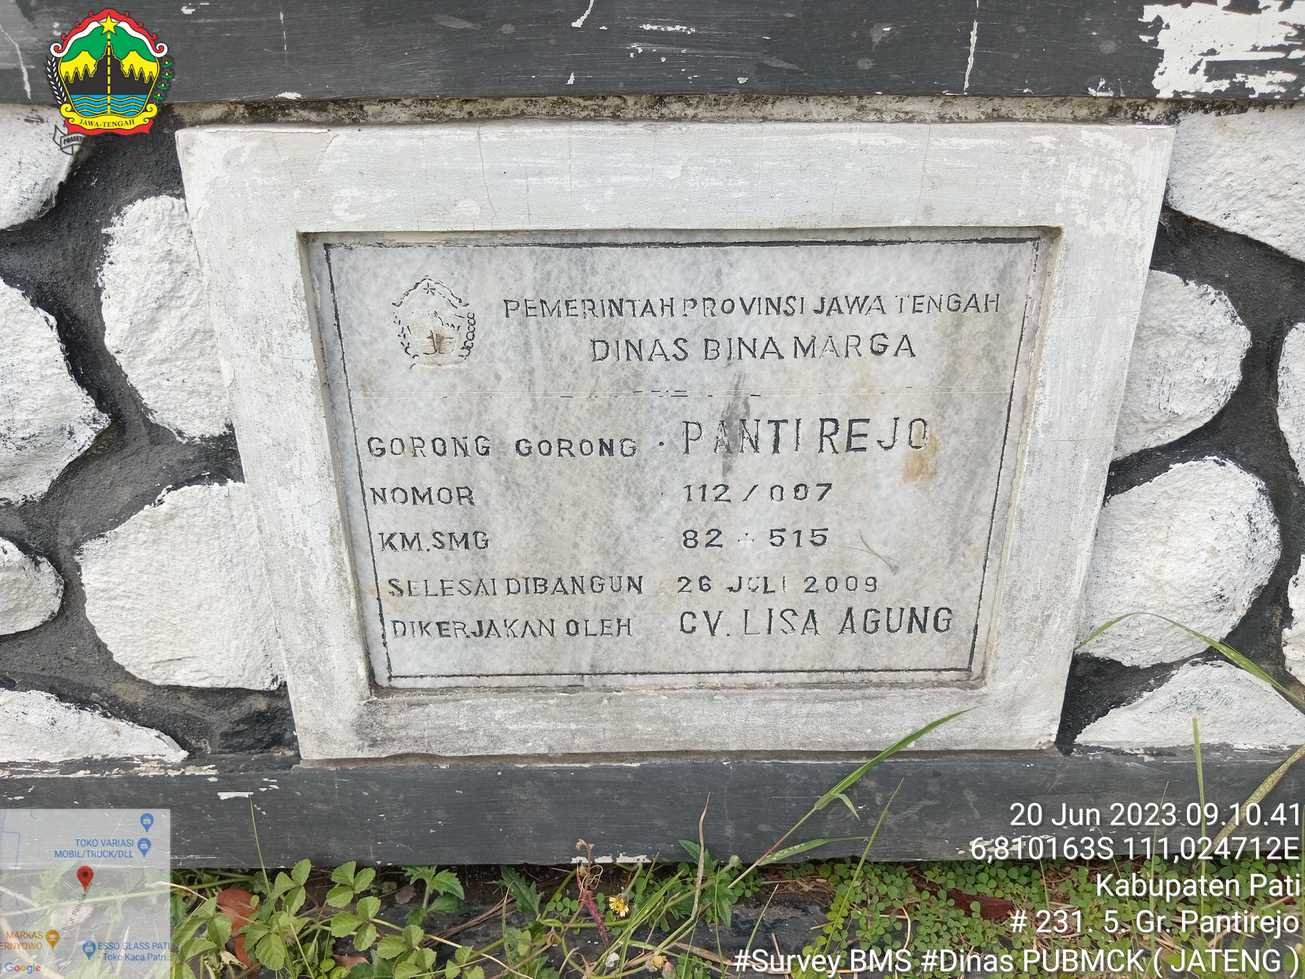 JAWA-TENGAH
PEMERINTAH PROVINSI JAWA TENGAH
DINAS BINA MARGA
GORONG GORONG : PANTIREJO
NOMOR 112 / 007
KM.SMG 82 + 515
SELESAI DIBANGUN 26 JULI 2009
DIKERJAKAN OLEH CV. LISA AGUNG
TOKO VARIASI
MOBIL/TRUCK/DLL
MARKAS
ESSO GLASS PATI
- Toko Kaca Patri...
Google
20 Jun 2023 09.10.41
6,810163S 111,024712E
Kabupaten Pati
# 231. 5. Gr. Pantirejo
#Survey BMS #Dinas PUBMCK ( JATENG )